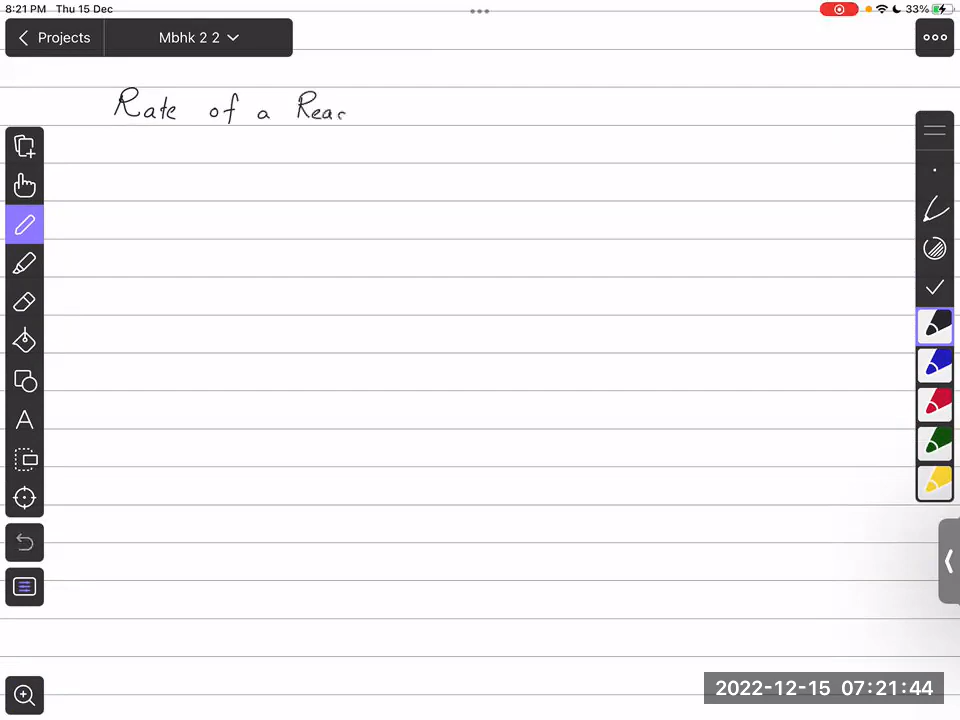 8:21 PM Thu 15 Dec
33%
Projects
Mbhk 2 2
Rate of a Reac
A
2022-12-15 07:21:44